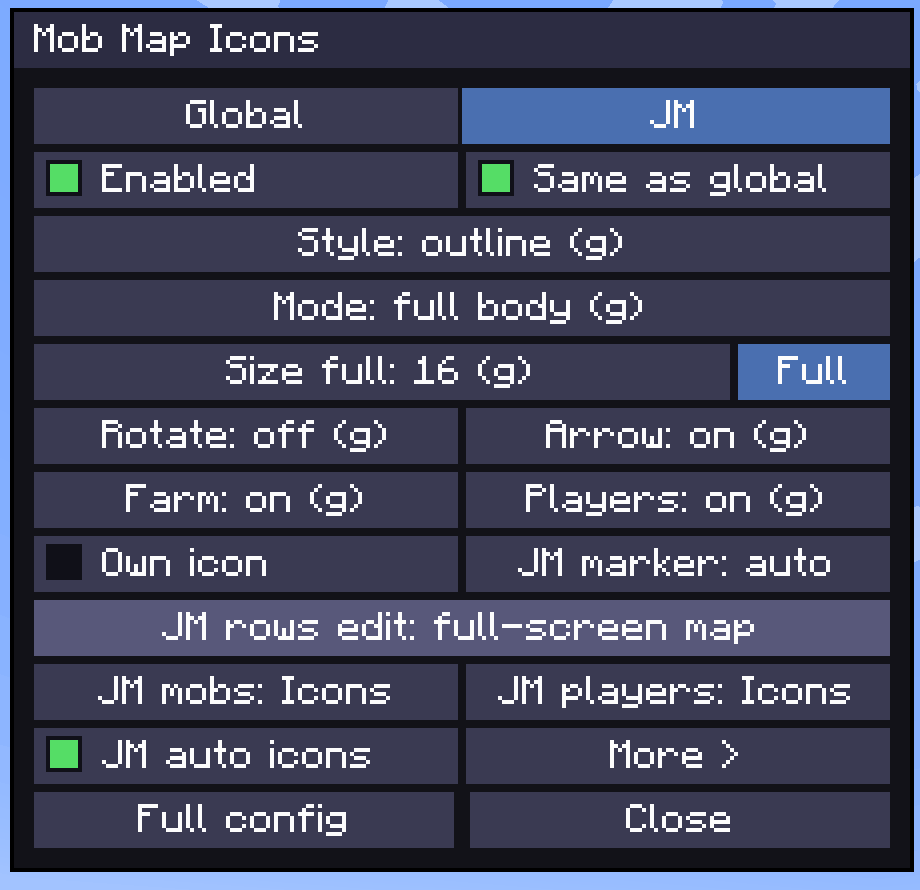 Mob Map Icons
Global JM
Enabled Same as global
Style: outline (g)
Mode: full body (g)
Size full: 16 (g) Full
Rotate: off (g) Arrow: on (g)
Farm: on (g) Players: on (g)
Own icon JM marker: auto
JM rows edit: full-screen map
JM mobs: Icons JM players: Icons
JM auto icons More >
Full config Close